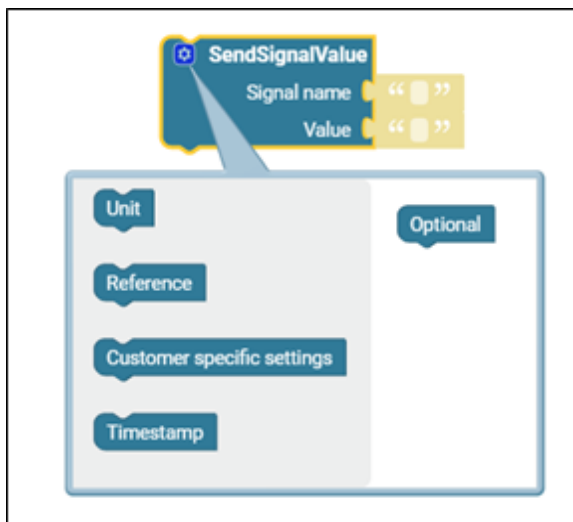 SendSignalValue
Signal name “ ”
Value “ ”
Unit
Optional
Reference
Customer specific settings
Timestamp